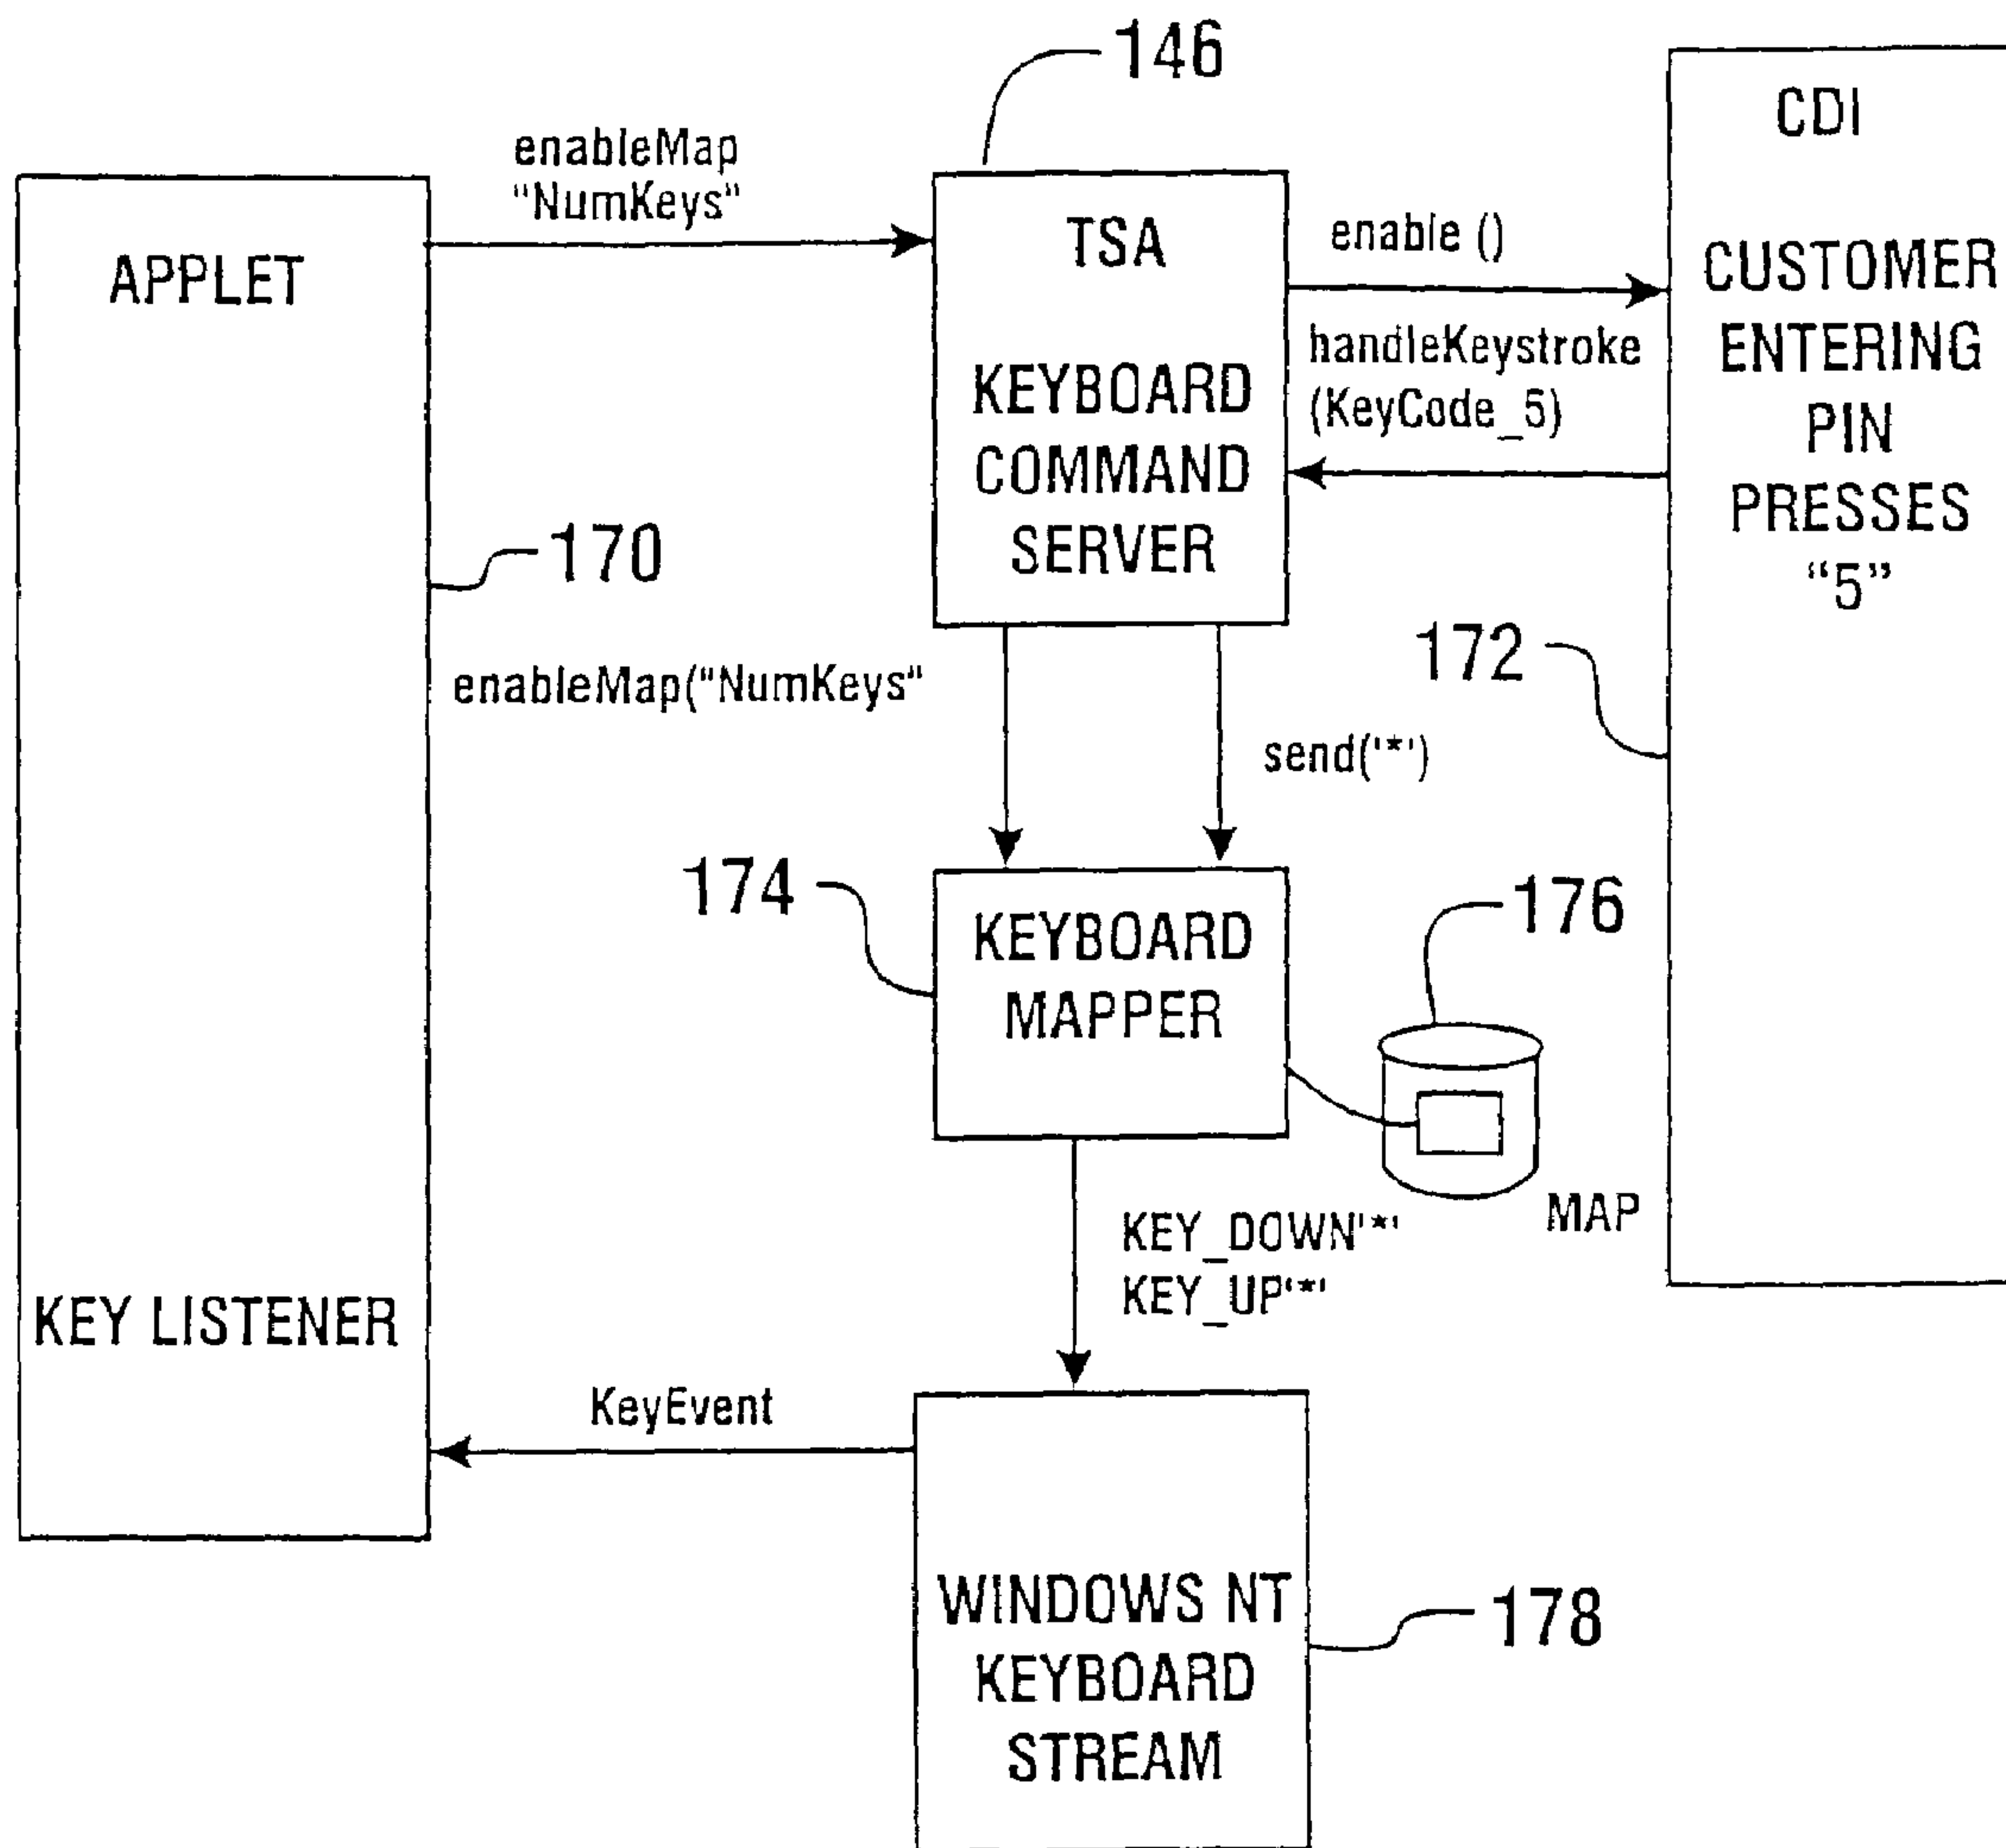 146
CDI
enableMap
"NumKeys"
APPLET
TSA
enable ()
CUSTOMER
ENTERING
PIN
PRESSES
“5”
handleKeystroke
(KeyCode_5)
KEYBOARD
COMMAND
SERVER
170
172
enableMap("NumKeys"
send('*')
174
KEYBOARD
MAPPER
176
MAP
KEY_DOWN'*'
KEY_UP'*'
KEY LISTENER
KeyEvent
WINDOWS NT
KEYBOARD
STREAM
178